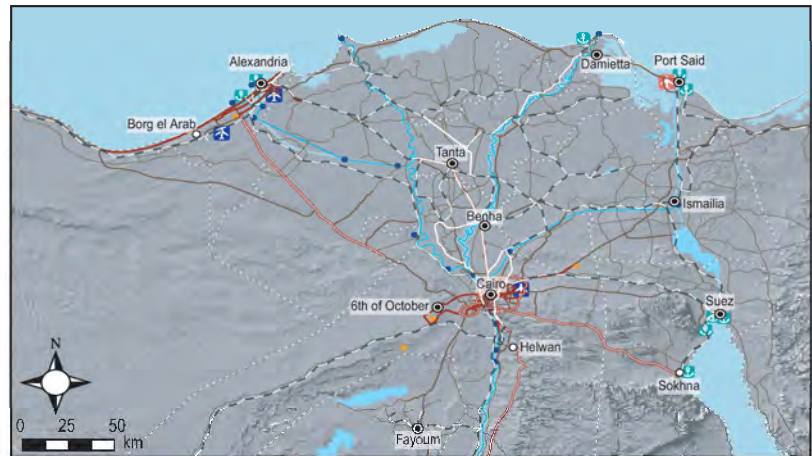 Alexandria
Damietta
Port Said
Borg el Arab
Tanta
Ismailia
Benha
Cairo
6th of October
Suez
Helwan
Sokhna
Fayoum
N
0 25 50
km